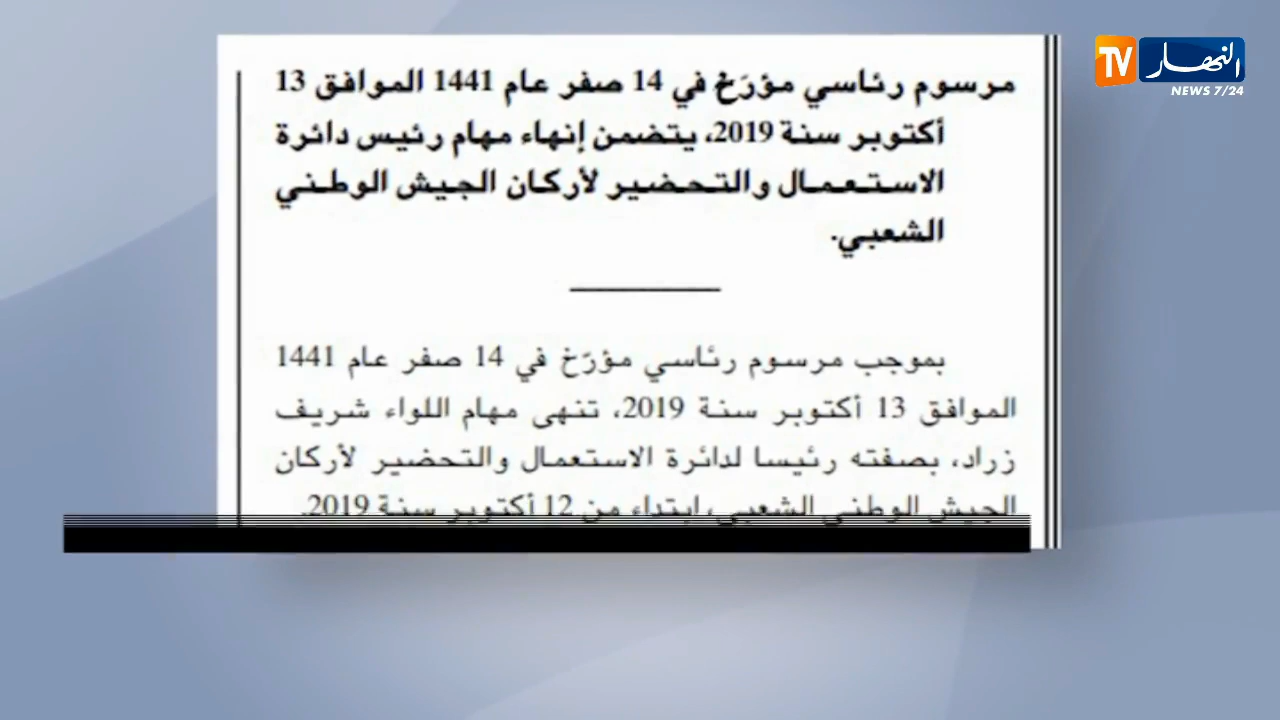 النهار TV
NEWS 7/24
مرسوم رئاسي مؤرّخ في 14 صفر عام 1441 الموافق 13
أكتوبر سنة 2019، يتضمن إنهاء مهام رئيس دائرة
الاستعمال والتحضير لأركان الجيش الوطني
الشعبي.
بموجب مرسوم رئاسي مؤرّخ في 14 صفر عام 1441
الموافق 13 أكتوبر سنة 2019، تنهى مهام اللواء شريف
زراد، بصفته رئيسا لدائرة الاستعمال والتحضير لأركان
الجيش الوطني الشعبي، ابتداء من 12 أكتوبر سنة 2019.